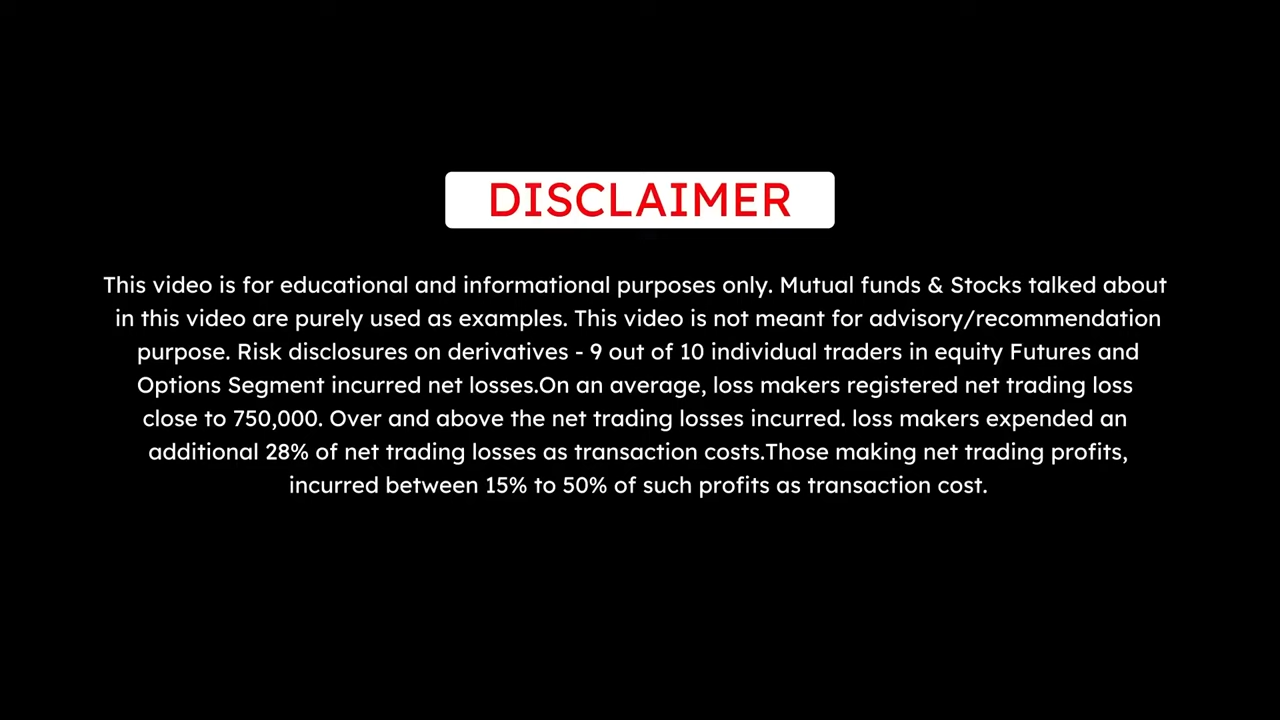 DISCLAIMER
This video is for educational and informational purposes only. Mutual funds & Stocks talked about
in this video are purely used as examples. This video is not meant for advisory/recommendation
purpose. Risk disclosures on derivatives - 9 out of 10 individual traders in equity Futures and
Options Segment incurred net losses.On an average, loss makers registered net trading loss
close to 750,000. Over and above the net trading losses incurred. loss makers expended an
additional 28% of net trading losses as transaction costs.Those making net trading profits,
incurred between 15% to 50% of such profits as transaction cost.